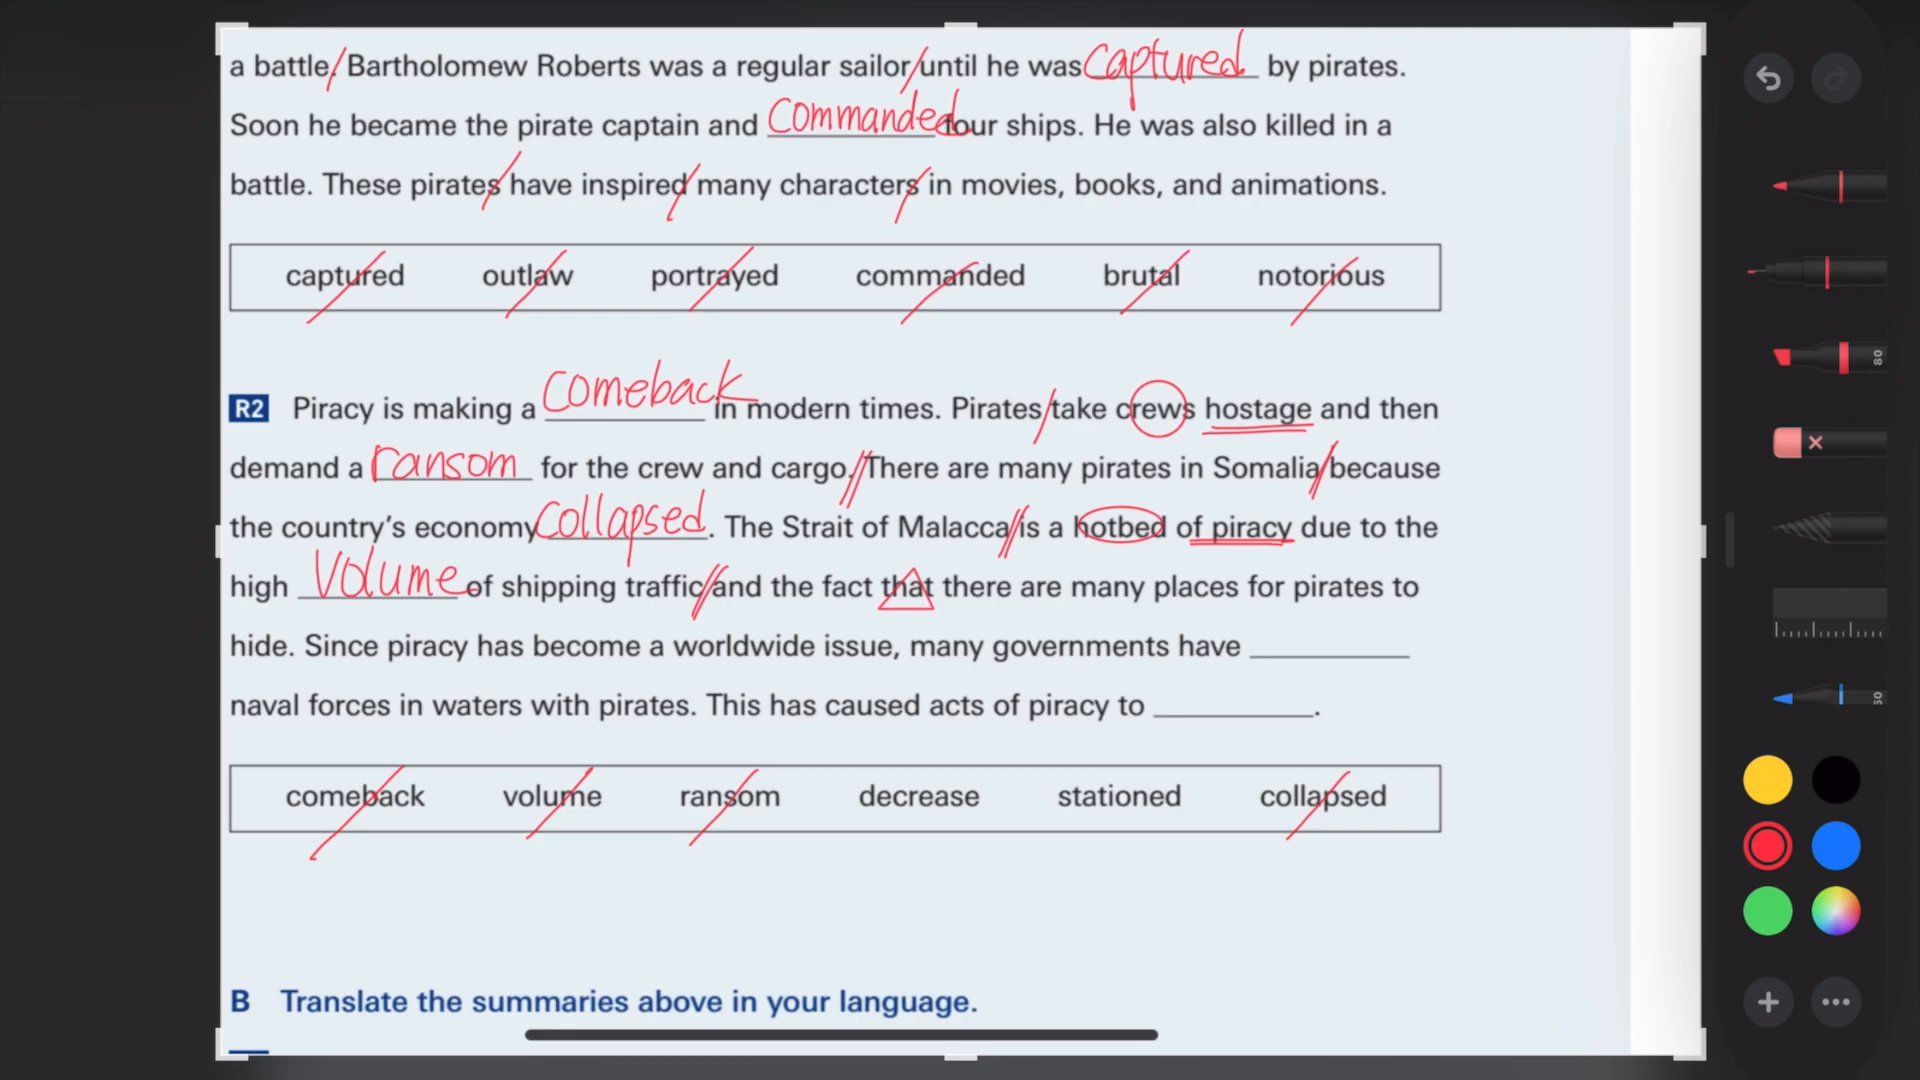 a battle. Bartholomew Roberts was a regular sailor until he was captured by pirates.
Soon he became the pirate captain and commanded four ships. He was also killed in a
battle. These pirates have inspired many characters in movies, books, and animations.
captured outlaw portrayed commanded brutal notorious
R2 Piracy is making a comeback in modern times. Pirates take crews hostage and then
demand a ransom for the crew and cargo. There are many pirates in Somalia because
the country's economy collapsed. The Strait of Malacca is a hotbed of piracy due to the
high volume of shipping traffic and the fact that there are many places for pirates to
hide. Since piracy has become a worldwide issue, many governments have __________
naval forces in waters with pirates. This has caused acts of piracy to __________.
comeback volume ransom decrease stationed collapsed
B Translate the summaries above in your language.
80
50